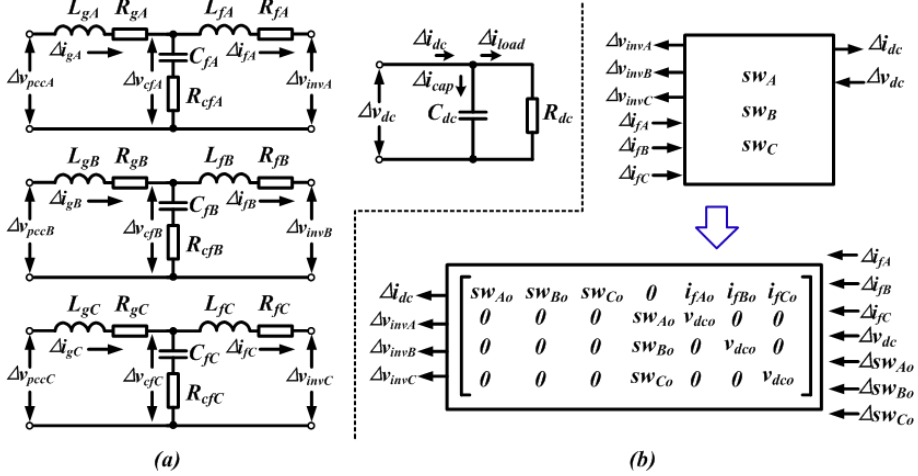 L_gA R_gA L_fA R_fA
Δi_gA C_fA Δi_fA
Δv_pccA Δv_cfA Δv_invA
R_cfA
L_gB R_gB L_fB R_fB
Δi_gB C_fB Δi_fB
Δv_pccB Δv_cfB Δv_invB
R_cfB
L_gC R_gC L_fC R_fC
Δi_gC C_fC Δi_fC
Δv_pccC Δv_cfC Δv_invC
R_cfC
(a)
Δi_dc Δi_load
Δi_cap
Δv_dc C_dc R_dc
Δv_invA
Δv_invB
Δv_invC
Δi_fA
Δi_fB
Δi_fC
sw_A
sw_B
sw_C
Δi_dc
Δv_dc
Δi_dc
Δv_invA
Δv_invB
Δv_invC
sw_Ao sw_Bo sw_Co 0 i_fAo i_fBo i_fCo
0 0 0 sw_Ao v_dco 0 0
0 0 0 sw_Bo 0 v_dco 0
0 0 0 sw_Co 0 0 v_dco
Δi_fA
Δi_fB
Δi_fC
Δv_dc
Δsw_Ao
Δsw_Bo
Δsw_Co
(b)